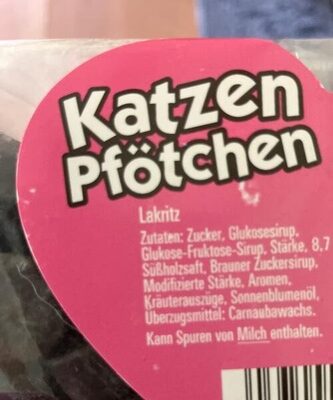 Katzen
Pfötchen
Lakritz
Zutaten: Zucker, Glukosesirup,
Glukose-Fruktose-Sirup, Stärke, 8,7
Süßholzsaft, Brauner Zuckersirup,
Modifizierte Stärke, Aromen,
Kräuterauszüge, Sonnenblumenöl,
Überzugsmittel: Carnaubawachs.
Kann Spuren von Milch enthalten.